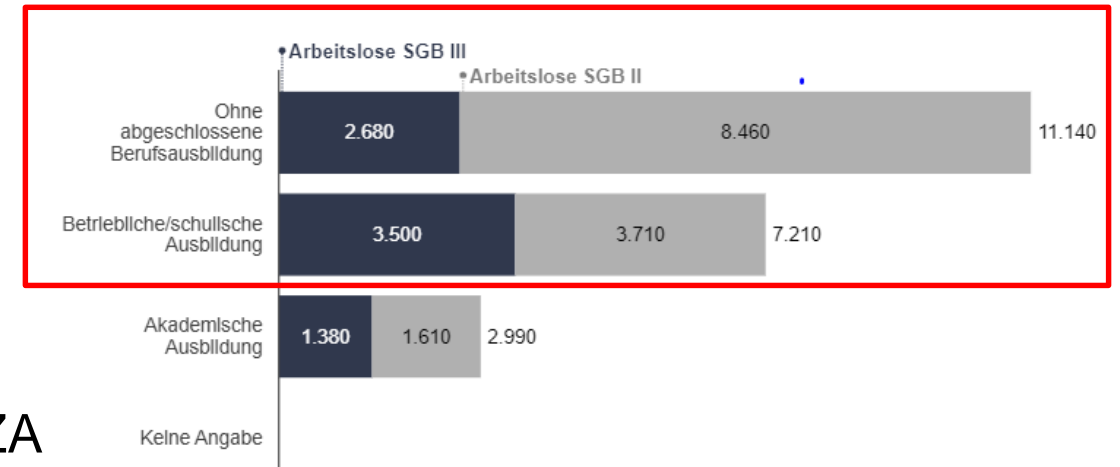 Arbeitslose SGB III
Arbeitslose SGB II
Ohne
abgeschlossene
Berufsausbildung
2.680
8.460
11.140
Betriebliche/schulische
Ausbildung
3.500
3.710
7.210
Akademische
Ausbildung
1.380
1.610
2.990
ZA
Keine Angabe